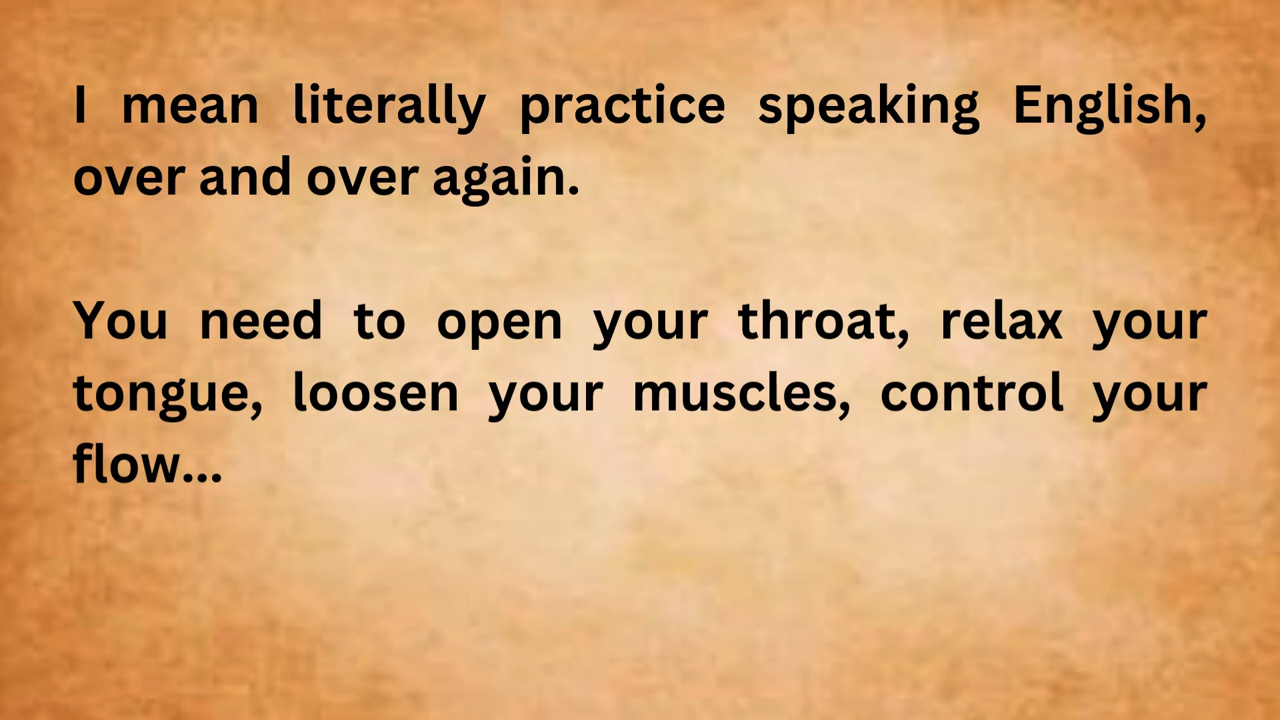 I mean literally practice speaking English,
over and over again.
You need to open your throat, relax your
tongue, loosen your muscles, control your
flow...